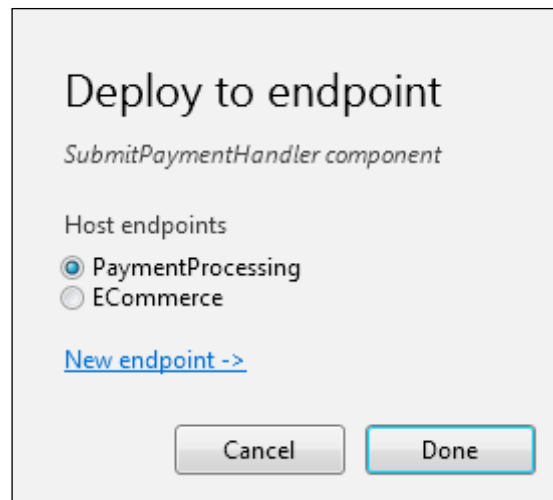 Deploy to endpoint
SubmitPaymentHandler component
Host endpoints
PaymentProcessing
ECommerce
New endpoint ->
Cancel Done